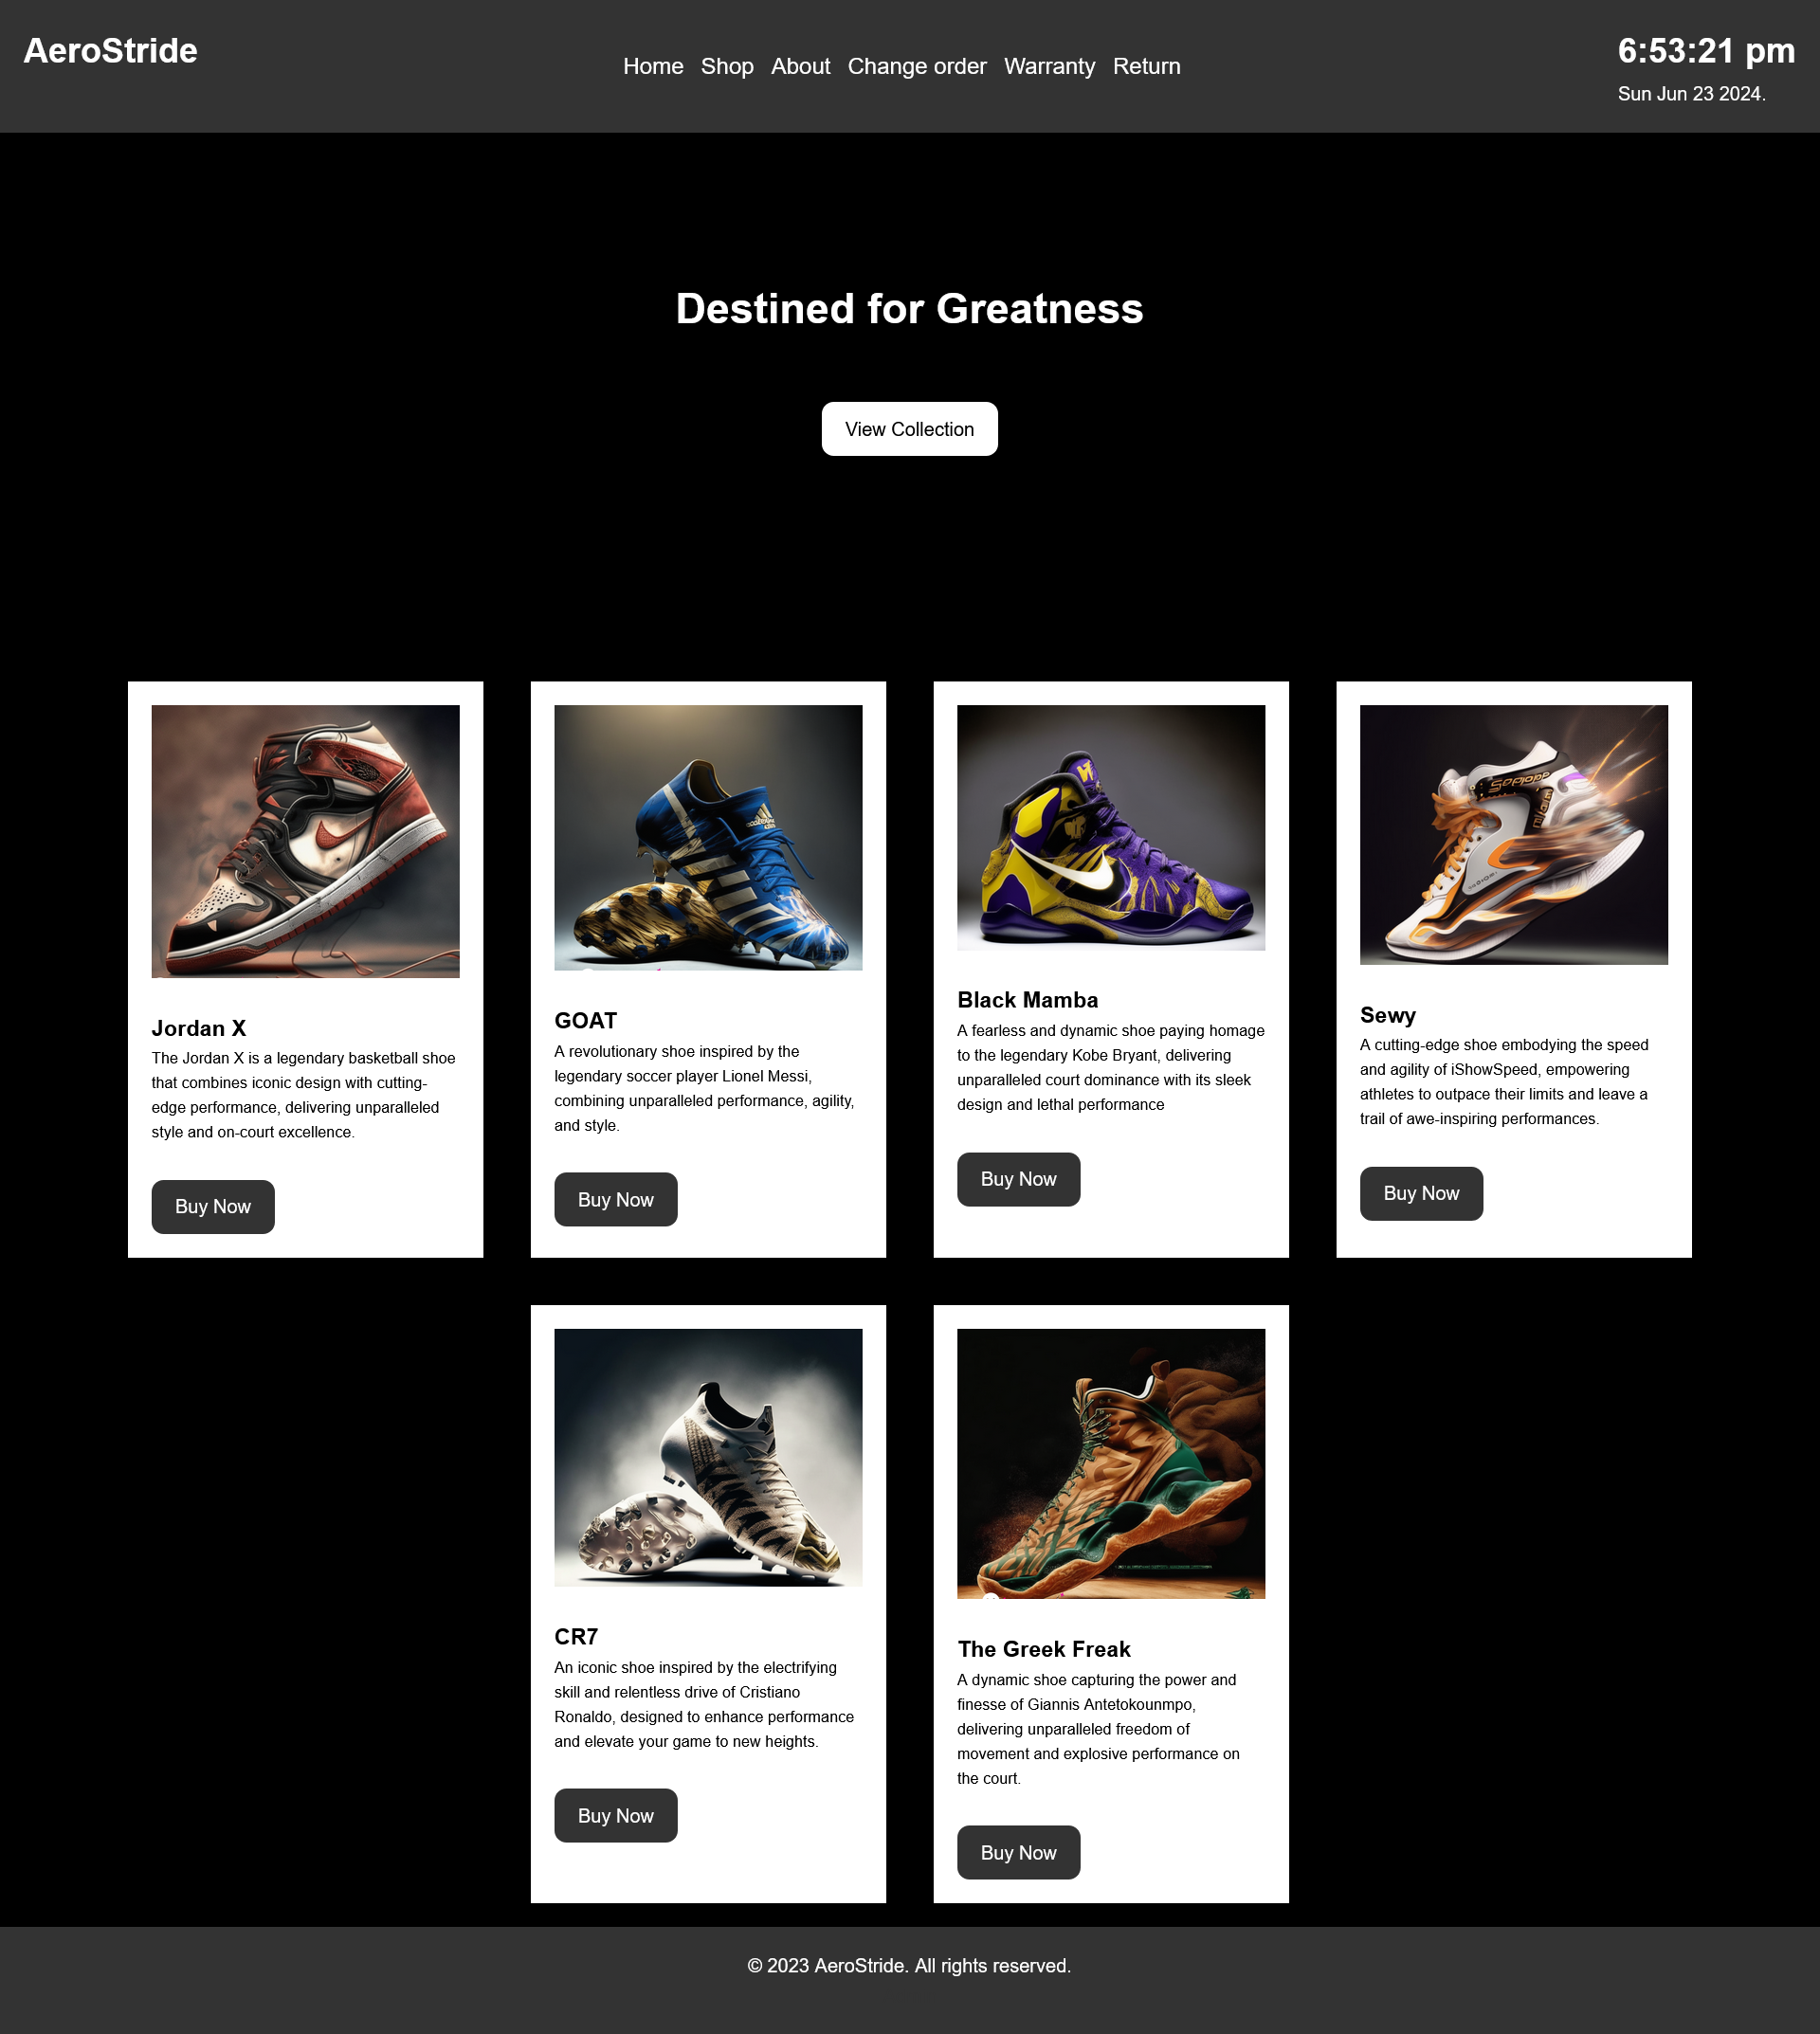 AeroStride
Home Shop About Change order Warranty Return
6:53:21 pm
Sun Jun 23 2024.
Destined for Greatness
View Collection
Jordan X
The Jordan X is a legendary basketball shoe
that combines iconic design with cutting-
edge performance, delivering unparalleled
style and on-court excellence.
Buy Now
GOAT
A revolutionary shoe inspired by the
legendary soccer player Lionel Messi,
combining unparalleled performance, agility,
and style.
Buy Now
Black Mamba
A fearless and dynamic shoe paying homage
to the legendary Kobe Bryant, delivering
unparalleled court dominance with its sleek
design and lethal performance
Buy Now
Sewy
A cutting-edge shoe embodying the speed
and agility of iShowSpeed, empowering
athletes to outpace their limits and leave a
trail of awe-inspiring performances.
Buy Now
CR7
An iconic shoe inspired by the electrifying
skill and relentless drive of Cristiano
Ronaldo, designed to enhance performance
and elevate your game to new heights.
Buy Now
The Greek Freak
A dynamic shoe capturing the power and
finesse of Giannis Antetokounmpo,
delivering unparalleled freedom of
movement and explosive performance on
the court.
Buy Now
© 2023 AeroStride. All rights reserved.